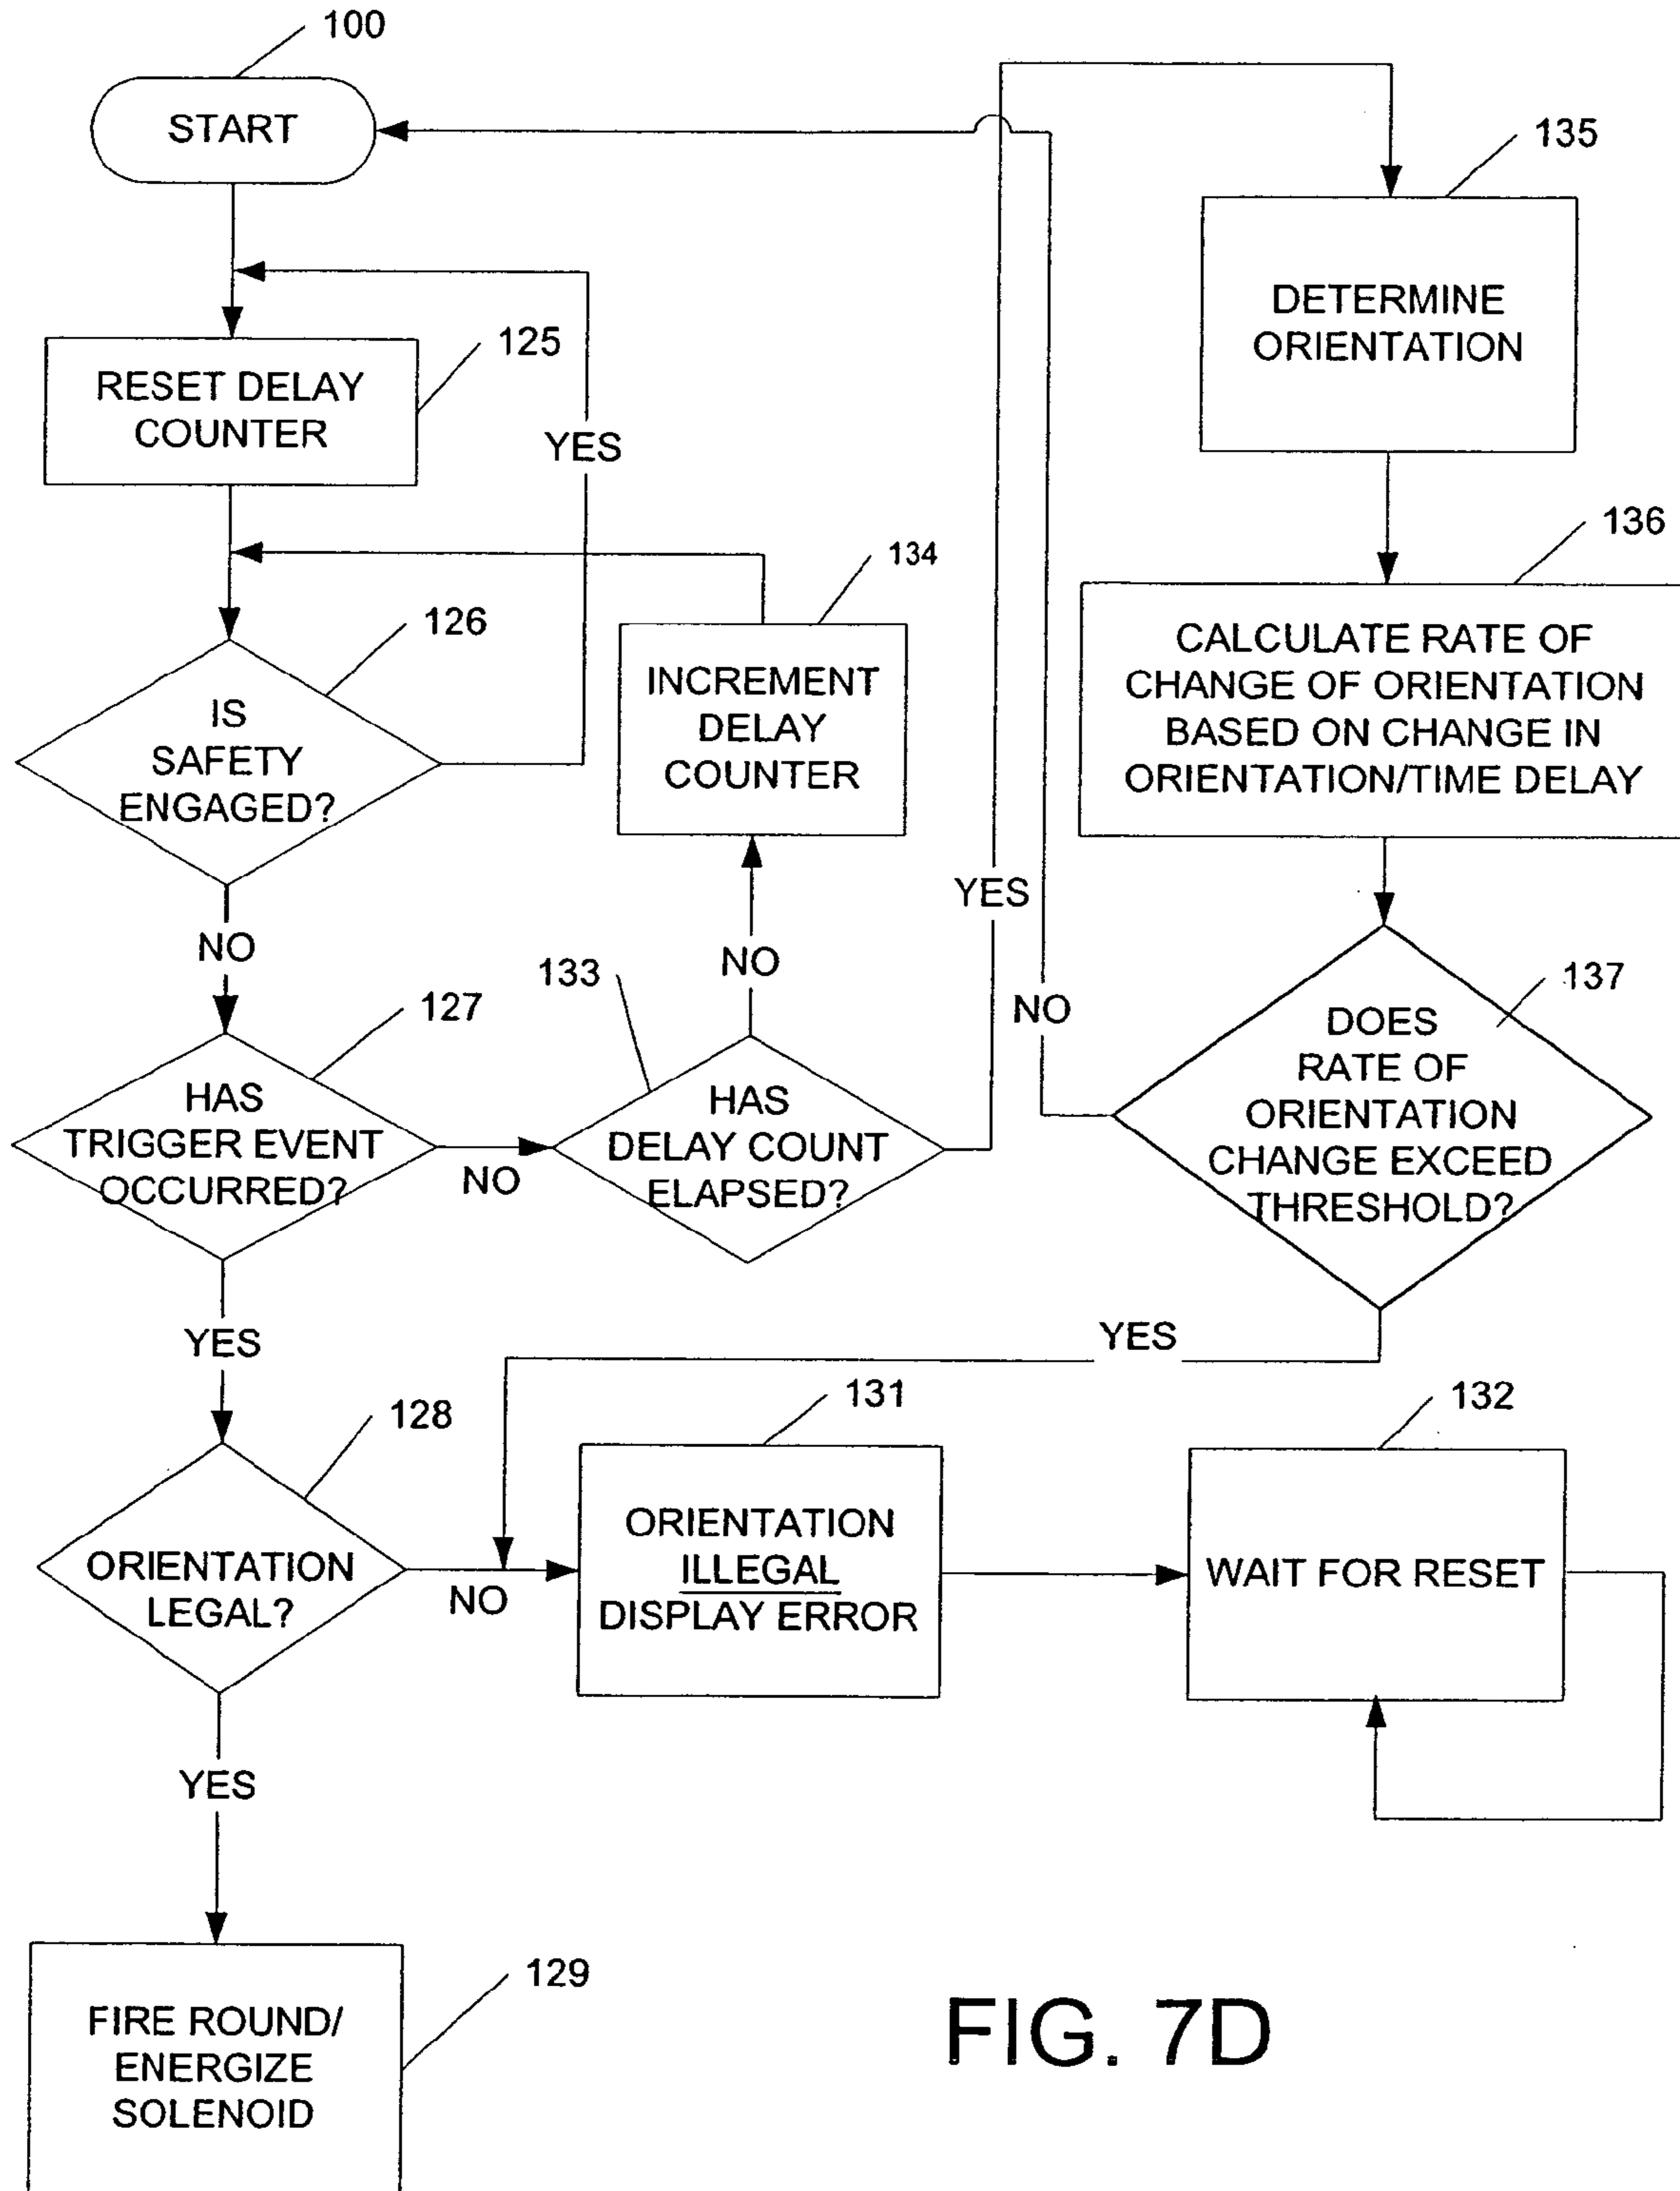 100
START
135
DETERMINE
ORIENTATION
125
RESET DELAY
COUNTER
YES
136
CALCULATE RATE OF
CHANGE OF ORIENTATION
BASED ON CHANGE IN
ORIENTATION/TIME DELAY
134
INCREMENT
DELAY
COUNTER
126
IS
SAFETY
ENGAGED?
NO
YES
NO
NO
137
DOES
RATE OF
ORIENTATION
CHANGE EXCEED
THRESHOLD?
127
HAS
TRIGGER EVENT
OCCURRED?
NO
133
HAS
DELAY COUNT
ELAPSED?
YES
YES
128
ORIENTATION
LEGAL?
NO
131
ORIENTATION
ILLEGAL
DISPLAY ERROR
132
WAIT FOR RESET
YES
129
FIRE ROUND/
ENERGIZE
SOLENOID
FIG. 7D